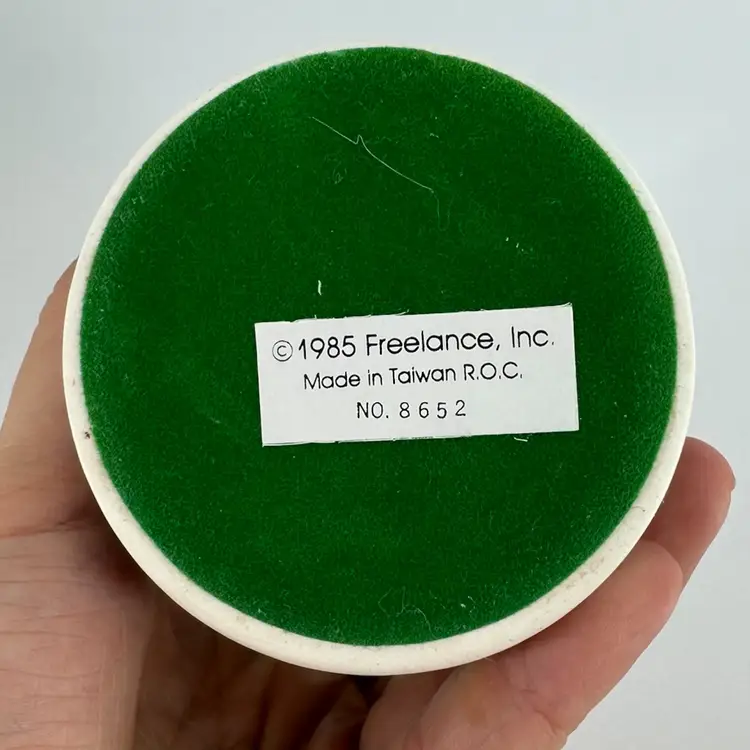 © 1985 Freelance, Inc.
Made in Taiwan R.O.C.
NO. 8652